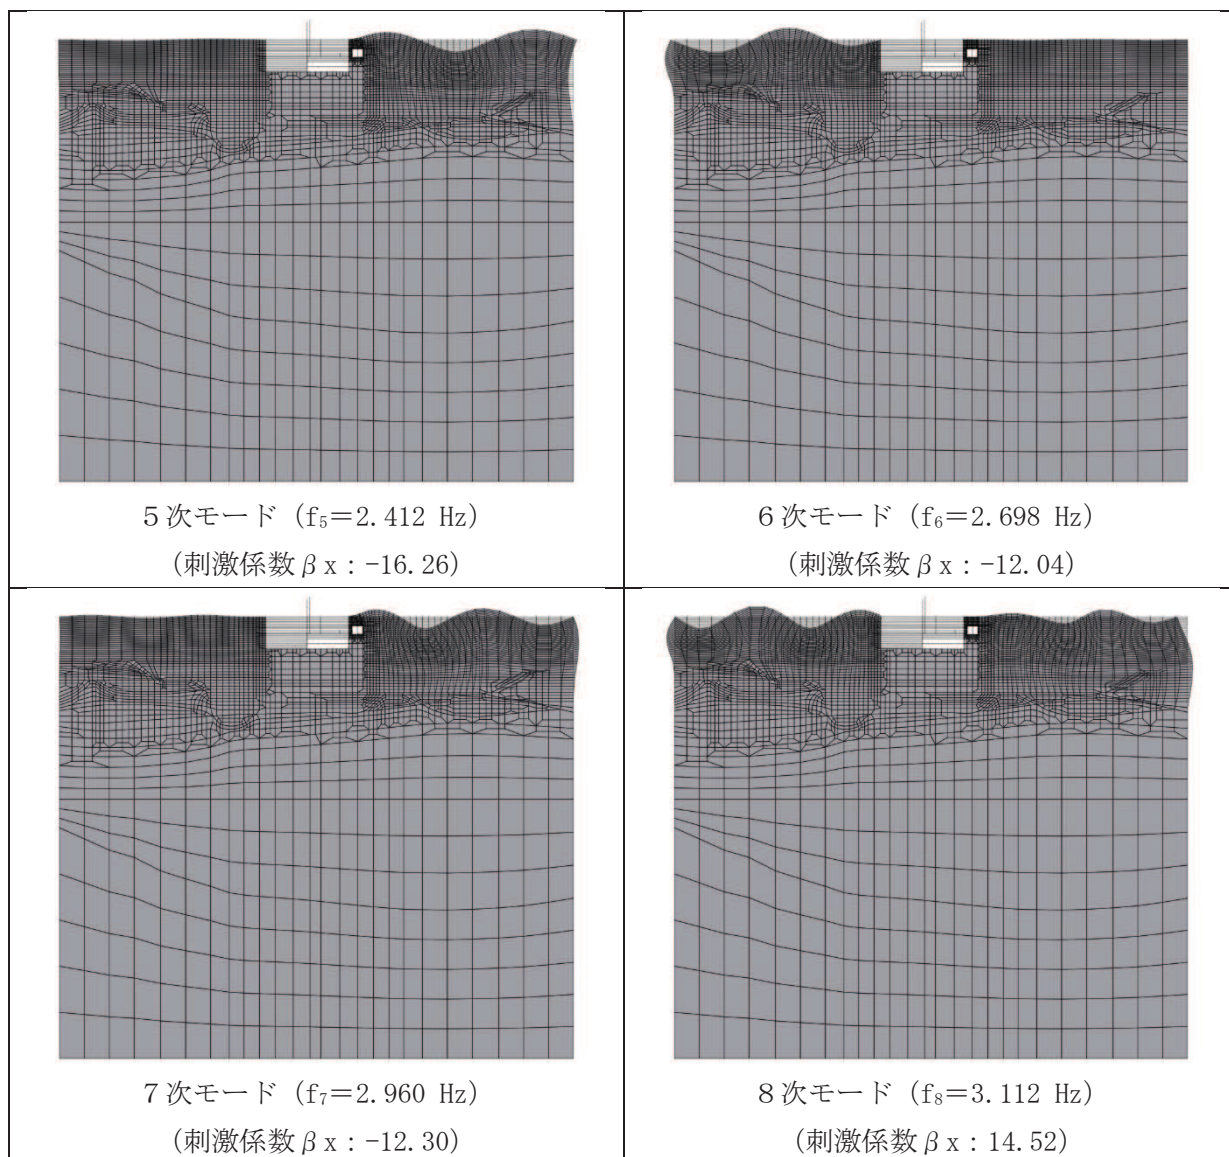 5次モード (f₅＝2.412 Hz)
(刺激係数βx：-16.26)
6次モード (f₆＝2.698 Hz)
(刺激係数βx：-12.04)
7次モード (f₇＝2.960 Hz)
(刺激係数βx：-12.30)
8次モード (f₈＝3.112 Hz)
(刺激係数βx：14.52)